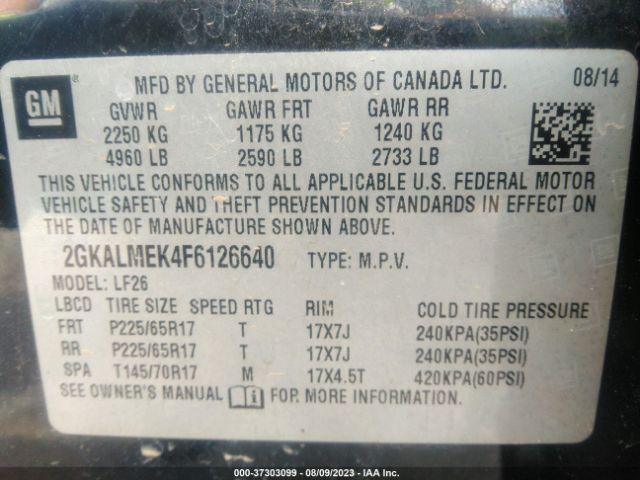 GM
MFD BY GENERAL MOTORS OF CANADA LTD. 08/14
GVWR GAWR FRT GAWR RR
2250 KG 1175 KG 1240 KG
4960 LB 2590 LB 2733 LB
THIS VEHICLE CONFORMS TO ALL APPLICABLE U.S. FEDERAL MOTOR
VEHICLE SAFETY AND THEFT PREVENTION STANDARDS IN EFFECT ON
THE DATE OF MANUFACTURE SHOWN ABOVE.
2GKALMEK4F6126640 TYPE: M.P.V.
MODEL: LF26
LBCD TIRE SIZE SPEED RTG RIM COLD TIRE PRESSURE
FRT P225/65R17 T 17X7J 240KPA(35PSI)
RR P225/65R17 T 17X7J 240KPA(35PSI)
SPA T145/70R17 M 17X4.5T 420KPA(60PSI)
SEE OWNER'S MANUAL FOR MORE INFORMATION.
000-37303099 — 08/09/2023 — IAA Inc.